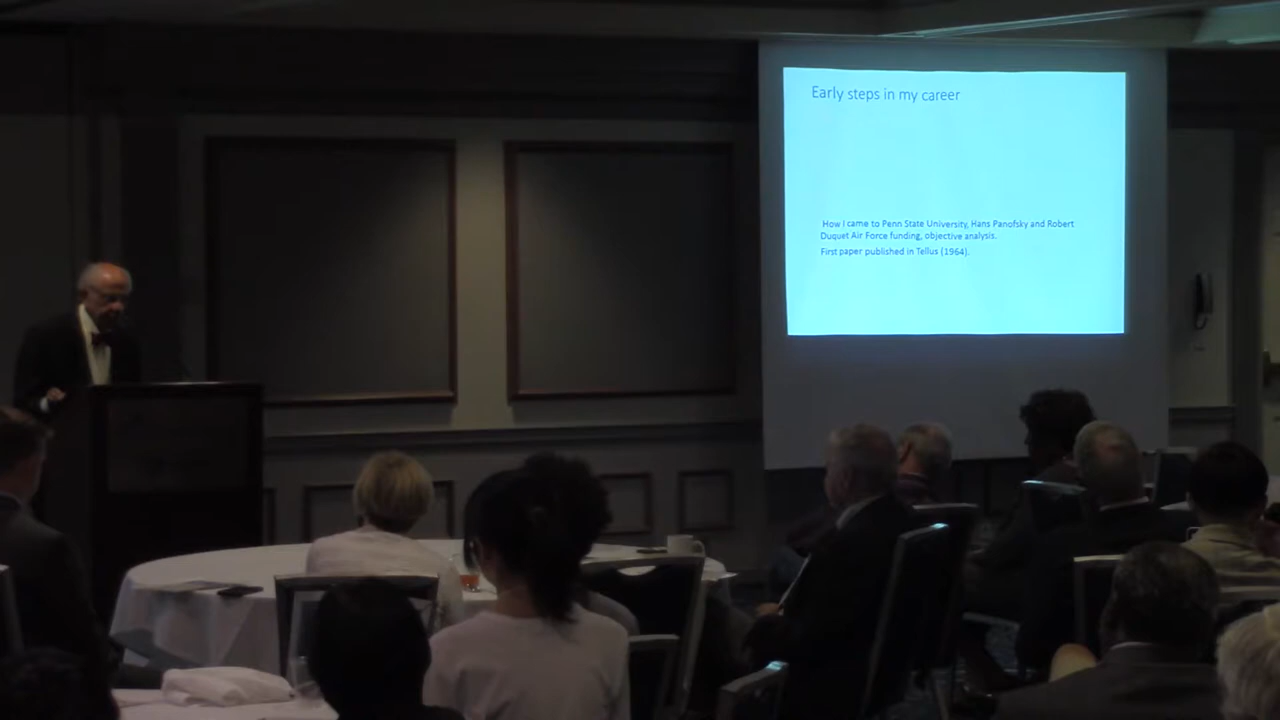 Early steps in my career
How I came to Penn State University, Hans Panofsky and Robert
Duquet Air Force funding, objective analysis.
First paper published in Tellus (1964).